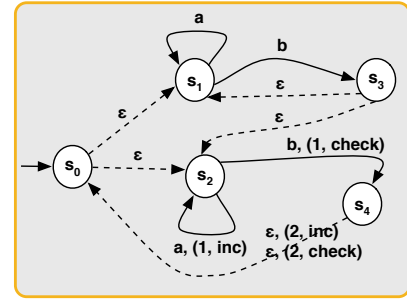 a
b
s1
s3
ε
ε
ε
b, (1, check)
s0
ε
s2
s4
a, (1, inc)
ε, (2, inc)
ε, (2, check)